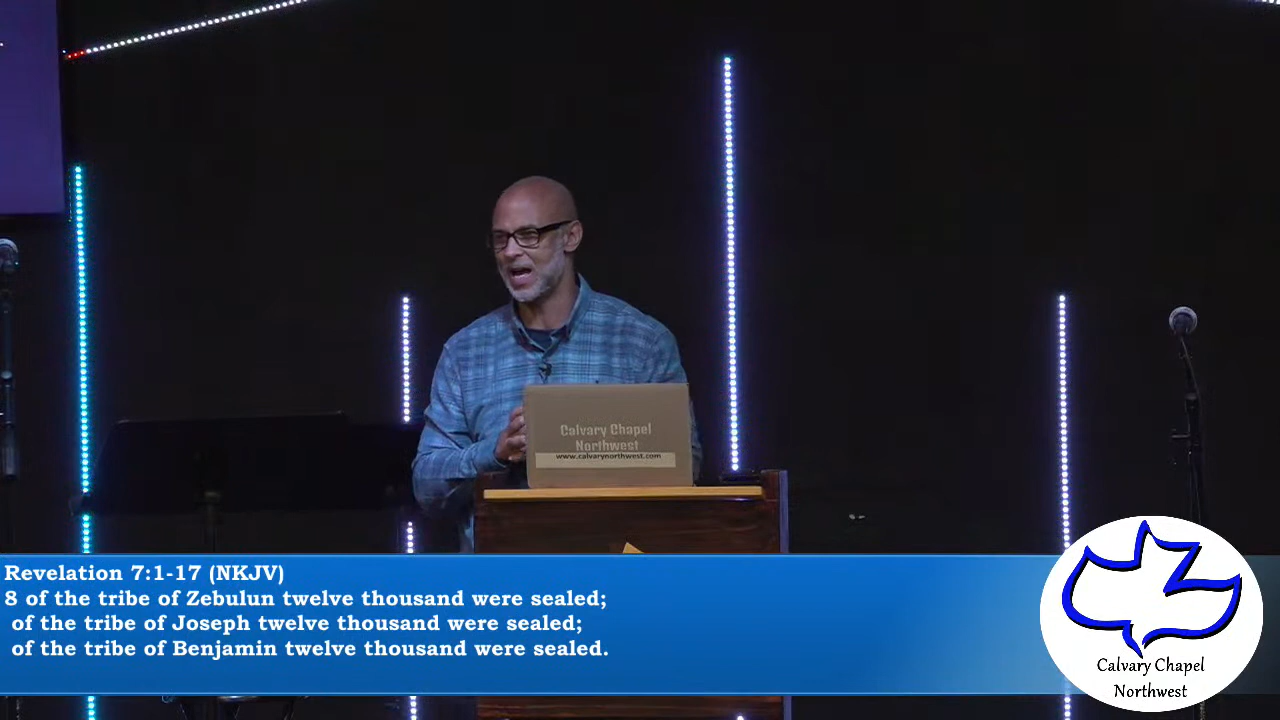 Calvary Chapel
Northwest
www.calvarynorthwest.com
Revelation 7:1-17 (NKJV)
8 of the tribe of Zebulun twelve thousand were sealed;
of the tribe of Joseph twelve thousand were sealed;
of the tribe of Benjamin twelve thousand were sealed.
Calvary Chapel
Northwest